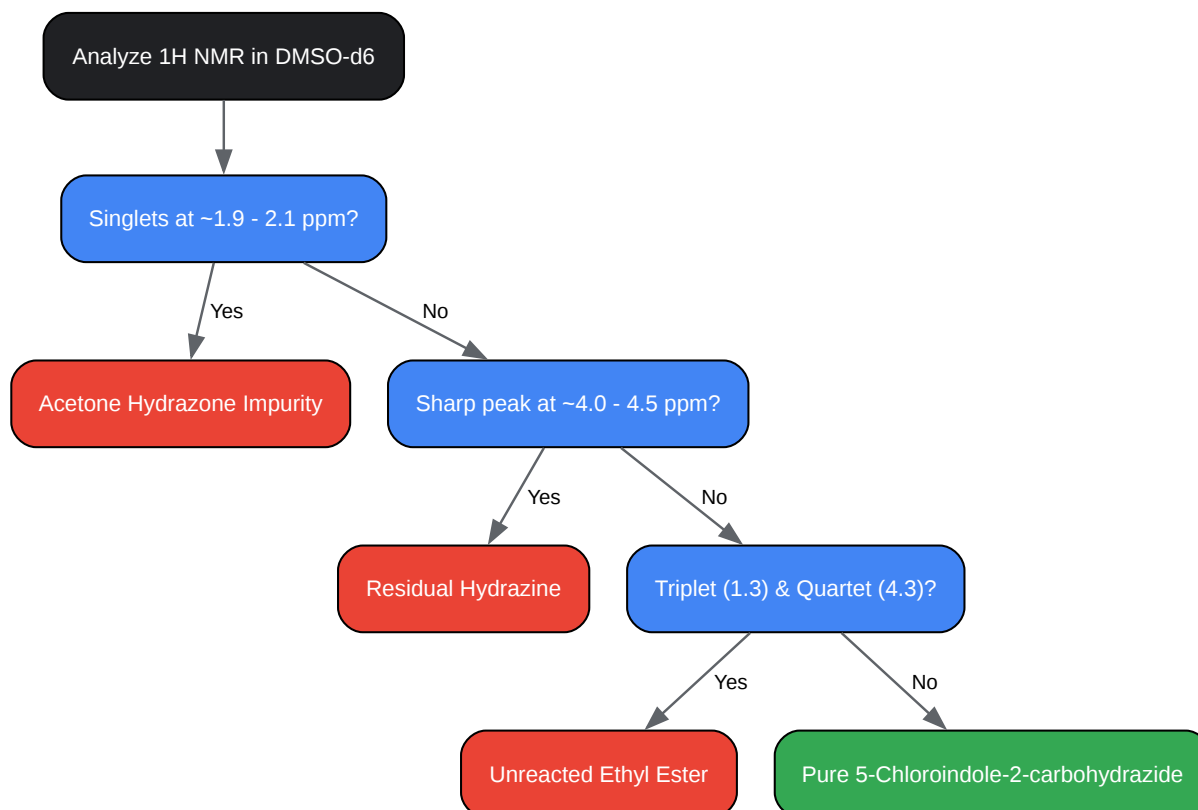 Analyze 1H NMR in DMSO-d6
Singlets at ~1.9 - 2.1 ppm?
Yes
No
Acetone Hydrazone Impurity
Sharp peak at ~4.0 - 4.5 ppm?
Yes
No
Residual Hydrazine
Triplet (1.3) & Quartet (4.3)?
Yes
No
Unreacted Ethyl Ester
Pure 5-Chloroindole-2-carbohydrazide